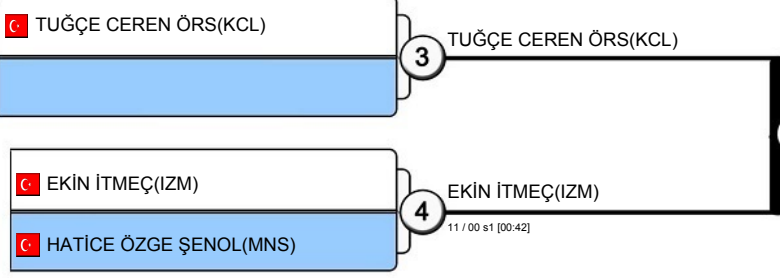 TUĞÇE CEREN ÖRS(KCL)
3
TUĞÇE CEREN ÖRS(KCL)
EKİN İTMEÇ(IZM)
4
EKİN İTMEÇ(IZM)
11 / 00 s1 [00:42]
HATİCE ÖZGE ŞENOL(MNS)